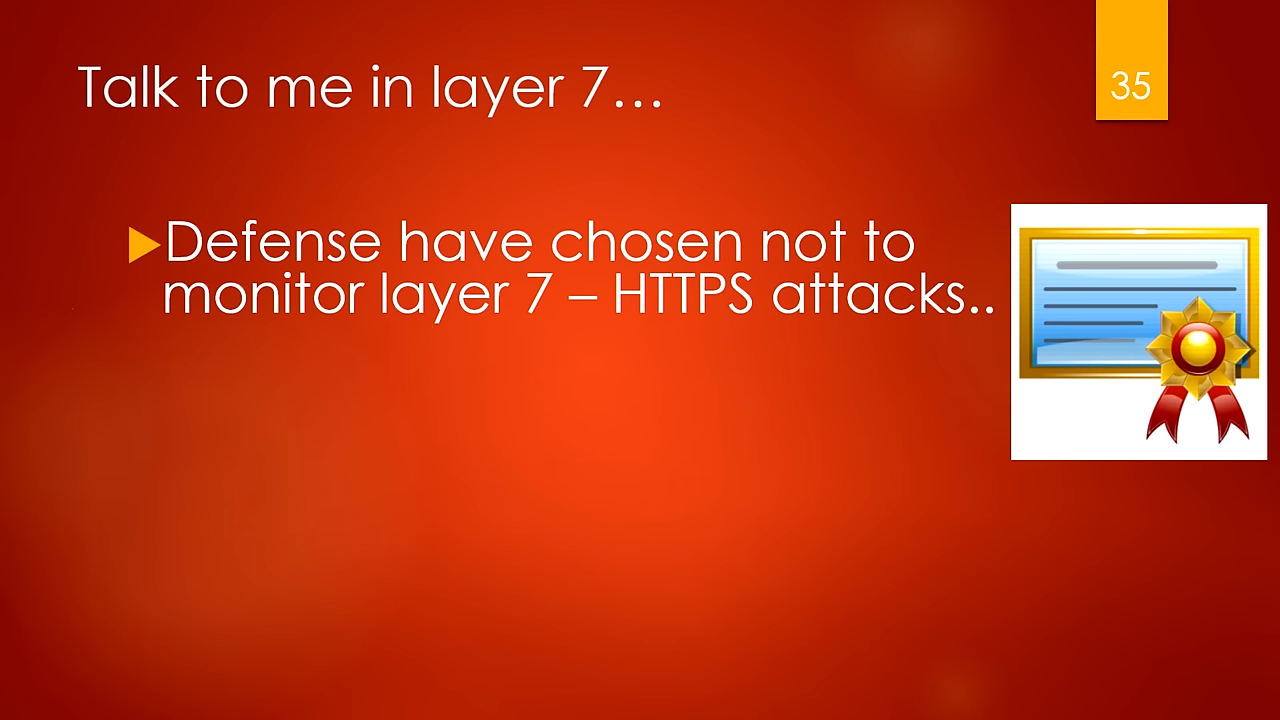 Talk to me in layer 7...
35
Defense have chosen not to
monitor layer 7 – HTTPS attacks..